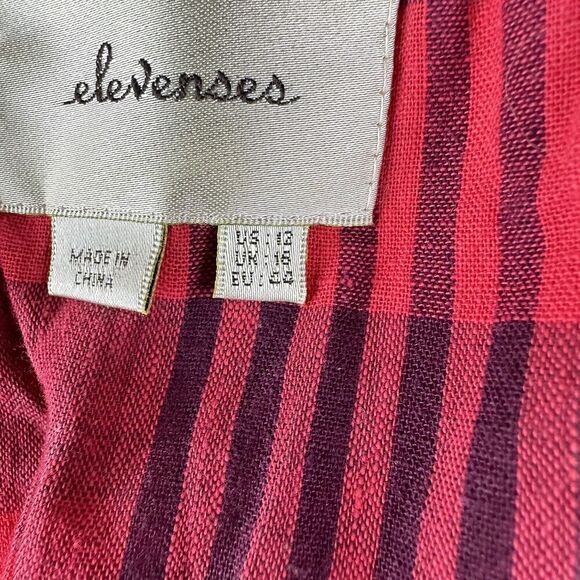 elevenses
MADE IN
CHINA
US : 12
UK : 16
EU : 44